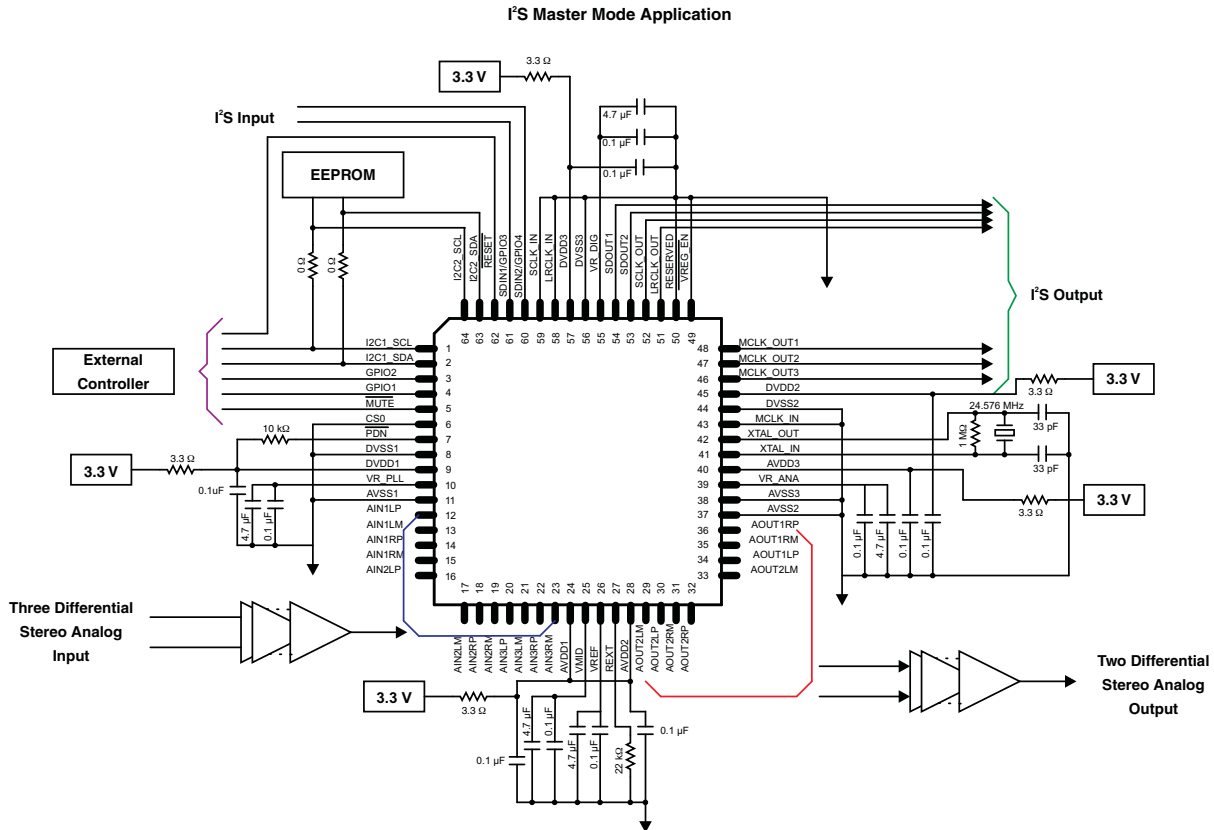 I²S Master Mode Application
3.3 V
3.3 Ω
I²S Input
4.7 µF
0.1 µF
0.1 µF
EEPROM
0 Ω
0 Ω
I2C2_SCL
I2C2_SDA
RESET
SDIN1/GPIO3
SDIN2/GPIO4
SCLK_IN
LRCLK_IN
DVDD3
DVSS3
VR_DIG
SDOUT1
SDOUT2
SCLK_OUT
LRCLK_OUT
RESERVED
VREG_EN
64
63
62
61
60
59
58
57
56
55
54
53
52
51
50
49
I²S Output
External
Controller
I2C1_SCL
1
I2C1_SDA
2
GPIO2
3
GPIO1
4
MUTE
5
CS0
6
10 kΩ
PDN
7
3.3 V
3.3 Ω
DVSS1
8
DVDD1
9
0.1uF
4.7 µF
0.1 µF
VR_PLL
10
AVSS1
11
AIN1LP
12
AIN1LM
13
AIN1RP
14
AIN1RM
15
AIN2LP
16
48
MCLK_OUT1
47
MCLK_OUT2
46
MCLK_OUT3
45
DVDD2
3.3 Ω
3.3 V
44
DVSS2
43
MCLK_IN
42
XTAL_OUT
24.576 MHz
1 MΩ
33 pF
41
XTAL_IN
33 pF
40
AVDD3
39
VR_ANA
38
AVSS3
3.3 Ω
3.3 V
37
AVSS2
36
AOUT1RP
35
AOUT1RM
34
AOUT1LP
33
AOUT2LM
0.1 µF
4.7 µF
0.1 µF
0.1 µF
17
18
19
20
21
22
23
24
25
26
27
28
29
30
31
32
AIN2LM
AIN2RP
AIN2RM
AIN3LP
AIN3LM
AIN3RP
AIN3RM
AVDD1
VMID
VREF
REXT
AVDD2
AOUT2LM
AOUT2LP
AOUT2RM
AOUT2RP
Three Differential
Stereo Analog
Input
3.3 V
3.3 Ω
0.1 µF
4.7 µF
0.1 µF
4.7 µF
0.1 µF
22 kΩ
0.1 µF
Two Differential
Stereo Analog
Output